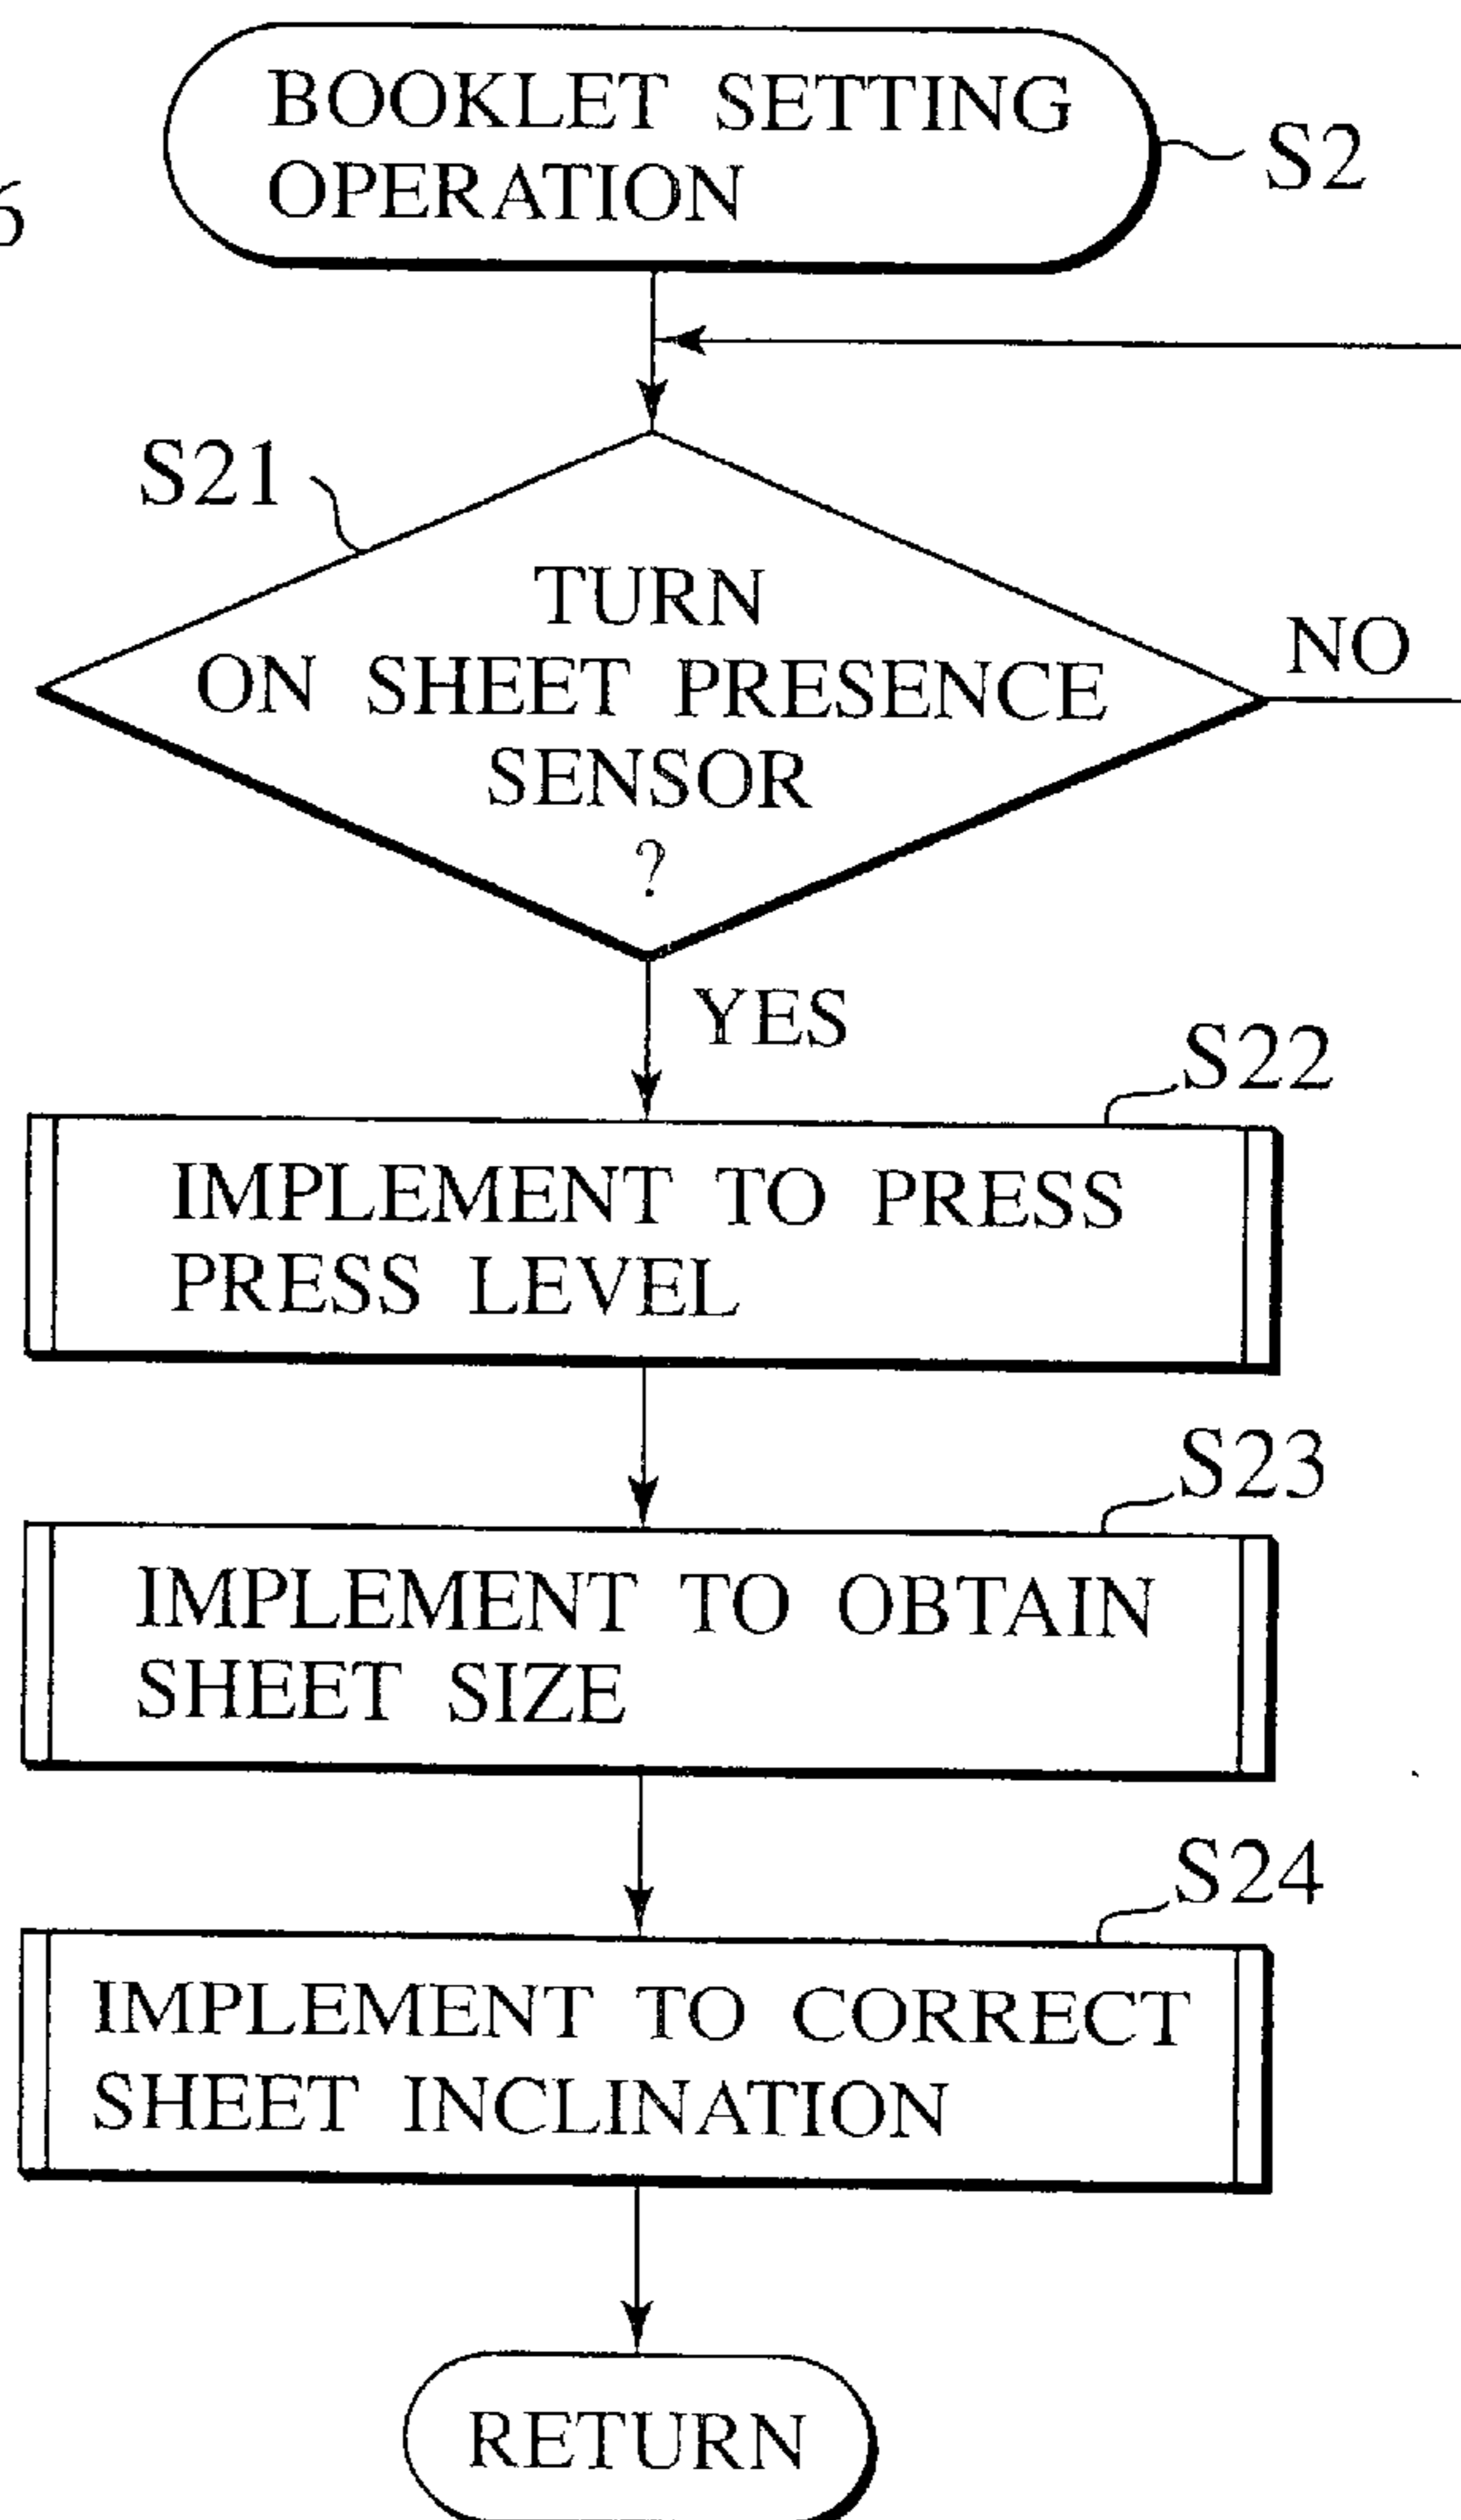 BOOKLET SETTING
OPERATION
S2
S21
TURN
ON SHEET PRESENCE
SENSOR
?
NO
YES
S22
IMPLEMENT TO PRESS
PRESS LEVEL
S23
IMPLEMENT TO OBTAIN
SHEET SIZE
S24
IMPLEMENT TO CORRECT
SHEET INCLINATION
RETURN